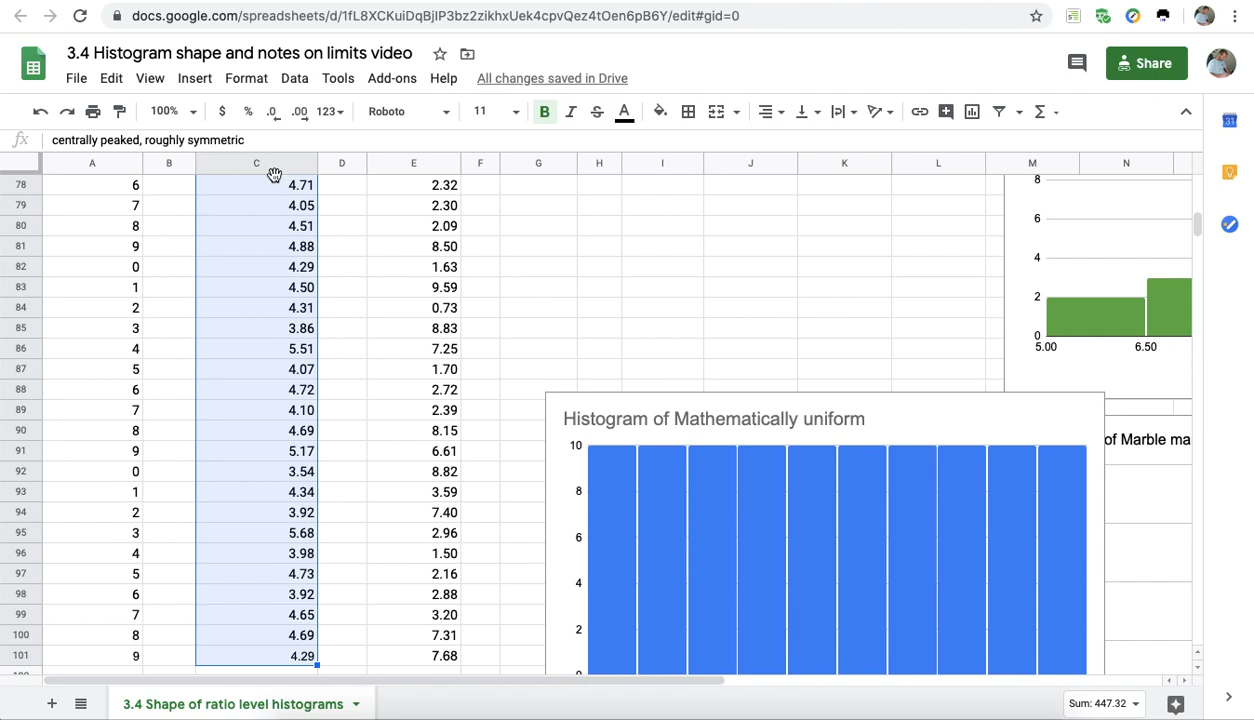 docs.google.com/spreadsheets/d/1fL8XCKuiDqBjlP3bz2zikhxUek4cpvQez4tOen6pB6Y/edit#gid=0
3.4 Histogram shape and notes on limits video
File Edit View Insert Format Data Tools Add-ons Help All changes saved in Drive
Share
100% $ % .0 .00 123 Roboto 11 B I S A Σ
fx centrally peaked, roughly symmetric
A B C D E F G H I J K L M N
78 6 4.71 2.32
79 7 4.05 2.30
80 8 4.51 2.09
81 9 4.88 8.50
82 0 4.29 1.63
83 1 4.50 9.59
84 2 4.31 0.73
85 3 3.86 8.83
86 4 5.51 7.25
87 5 4.07 1.70
88 6 4.72 2.72
89 7 4.10 2.39
90 8 4.69 8.15
91 9 5.17 6.61
92 0 3.54 8.82
93 1 4.34 3.59
94 2 3.92 7.40
95 3 5.68 2.96
96 4 3.98 1.50
97 5 4.73 2.16
98 6 3.92 2.88
99 7 4.65 3.20
100 8 4.69 7.31
101 9 4.29 7.68
8
6
4
2
0
5.00 6.50
Histogram of Mathematically uniform
10
8
6
4
2
0
of Marble ma
31
3.4 Shape of ratio level histograms
Sum: 447.32